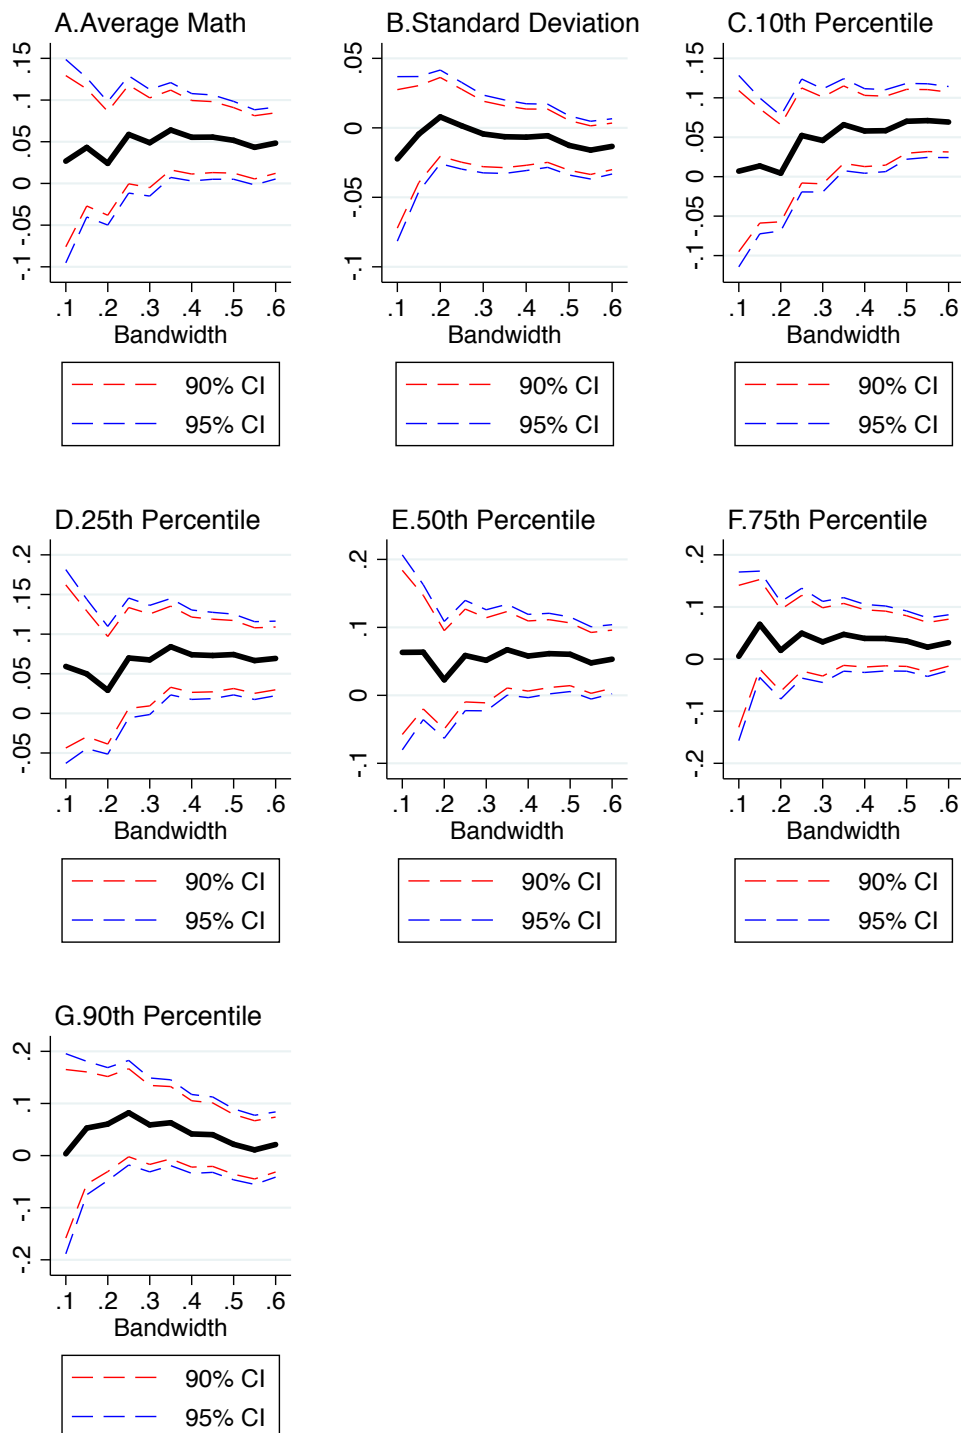 A.Average Math
.15
.1
.05
0
-.05
-.1
.1 .2 .3 .4 .5 .6
Bandwidth
90% CI
95% CI
B.Standard Deviation
.05
0
-.05
-.1
.1 .2 .3 .4 .5 .6
Bandwidth
90% CI
95% CI
C.10th Percentile
.15
.1
.05
0
-.05
-.1
.1 .2 .3 .4 .5 .6
Bandwidth
90% CI
95% CI
D.25th Percentile
.2
.15
.1
.05
0
-.05
.1 .2 .3 .4 .5 .6
Bandwidth
90% CI
95% CI
E.50th Percentile
.2
.1
0
-.1
.1 .2 .3 .4 .5 .6
Bandwidth
90% CI
95% CI
F.75th Percentile
.2
.1
0
-.1
-.2
.1 .2 .3 .4 .5 .6
Bandwidth
90% CI
95% CI
G.90th Percentile
.2
.1
0
-.1
-.2
.1 .2 .3 .4 .5 .6
Bandwidth
90% CI
95% CI